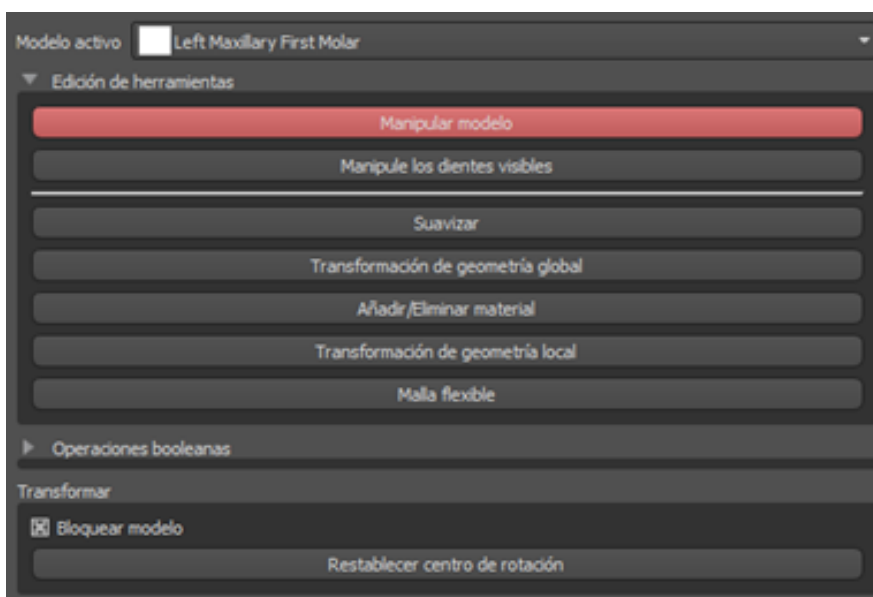 Modelo activo Left Maxillary First Molar
Edición de herramientas
Manipular modelo
Manipule los dientes visibles
Suavizar
Transformación de geometría global
Añadir/Eliminar material
Transformación de geometría local
Malla flexible
Operaciones booleanas
Transformar
Bloquear modelo
Restablecer centro de rotación